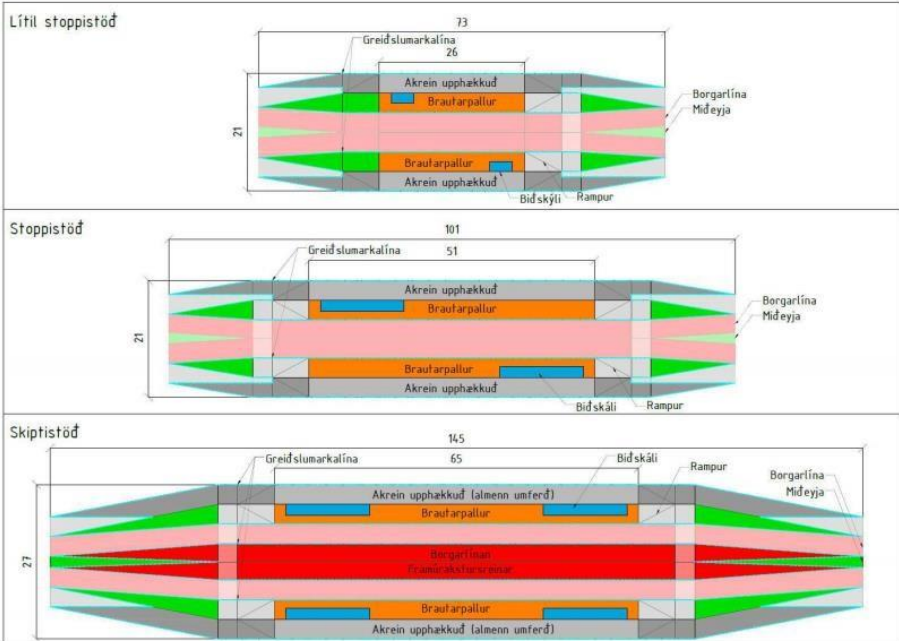 Lítil stoppistöð
73
Greiðslumarkalína
26
Akrein upphækkuð
Brautarpallur
Borgarlína
Miðeyja
21
Brautarpallur
Akrein upphækkuð
Biðskýli
Rampur
Stoppistöð
101
Greiðslumarkalína
51
Akrein upphækkuð
Brautarpallur
Borgarlína
Miðeyja
21
Brautarpallur
Akrein upphækkuð
Biðskáli
Rampur
Skiptistöð
145
Greiðslumarkalína
65
Biðskáli
Rampur
Borgarlína
Miðeyja
Akrein upphækkuð (almenn umferð)
Brautarpallur
27
Borgarlínan
Framúrakstursreinar
Brautarpallur
Akrein upphækkuð (almenn umferð)